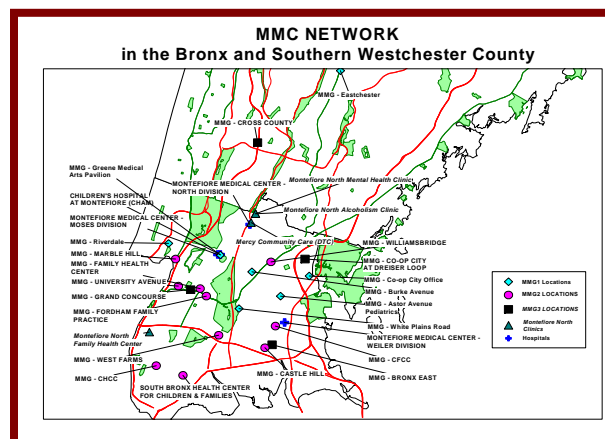 MMC NETWORK
in the Bronx and Southern Westchester County
MMG - Eastchester
MMG - CROSS COUNTY
MMG - Greene Medical
Arts Pavilion
MONTEFIORE MEDICAL CENTER -
NORTH DIVISION
Montefiore North Mental Health Clinic
CHILDREN'S HOSPITAL
AT MONTEFIORE (CHAM)
Montefiore North Alcoholism Clinic
MONTEFIORE MEDICAL CENTER -
MOSES DIVISION
Mercy Community Care (DTC)
MMG - Riverdale
MMG - WILLIAMSBRIDGE
MMG - MARBLE HILL
MMG - FAMILY HEALTH
CENTER
MMG - CO-OP CITY
AT DREISER LOOP
MMG - Co-op City Office
MMG - UNIVERSITY AVENUE
MMG - Burke Avenue
MMG - GRAND CONCOURSE
MMG - Astor Avenue
Pediatrics
MMG - FORDHAM FAMILY
PRACTICE
MMG - White Plains Road
Montefiore North
Family Health Center
MONTEFIORE MEDICAL CENTER -
WEILER DIVISION
MMG - WEST FARMS
MMG - CFCC
MMG - CHCC
MMG - CASTLE HILL
MMG - BRONX EAST
SOUTH BRONX HEALTH CENTER
FOR CHILDREN & FAMILIES
MMG1 Locations
MMG2 LOCATIONS
MMG3 LOCATIONS
Montefiore North
Clinics
Hospitals